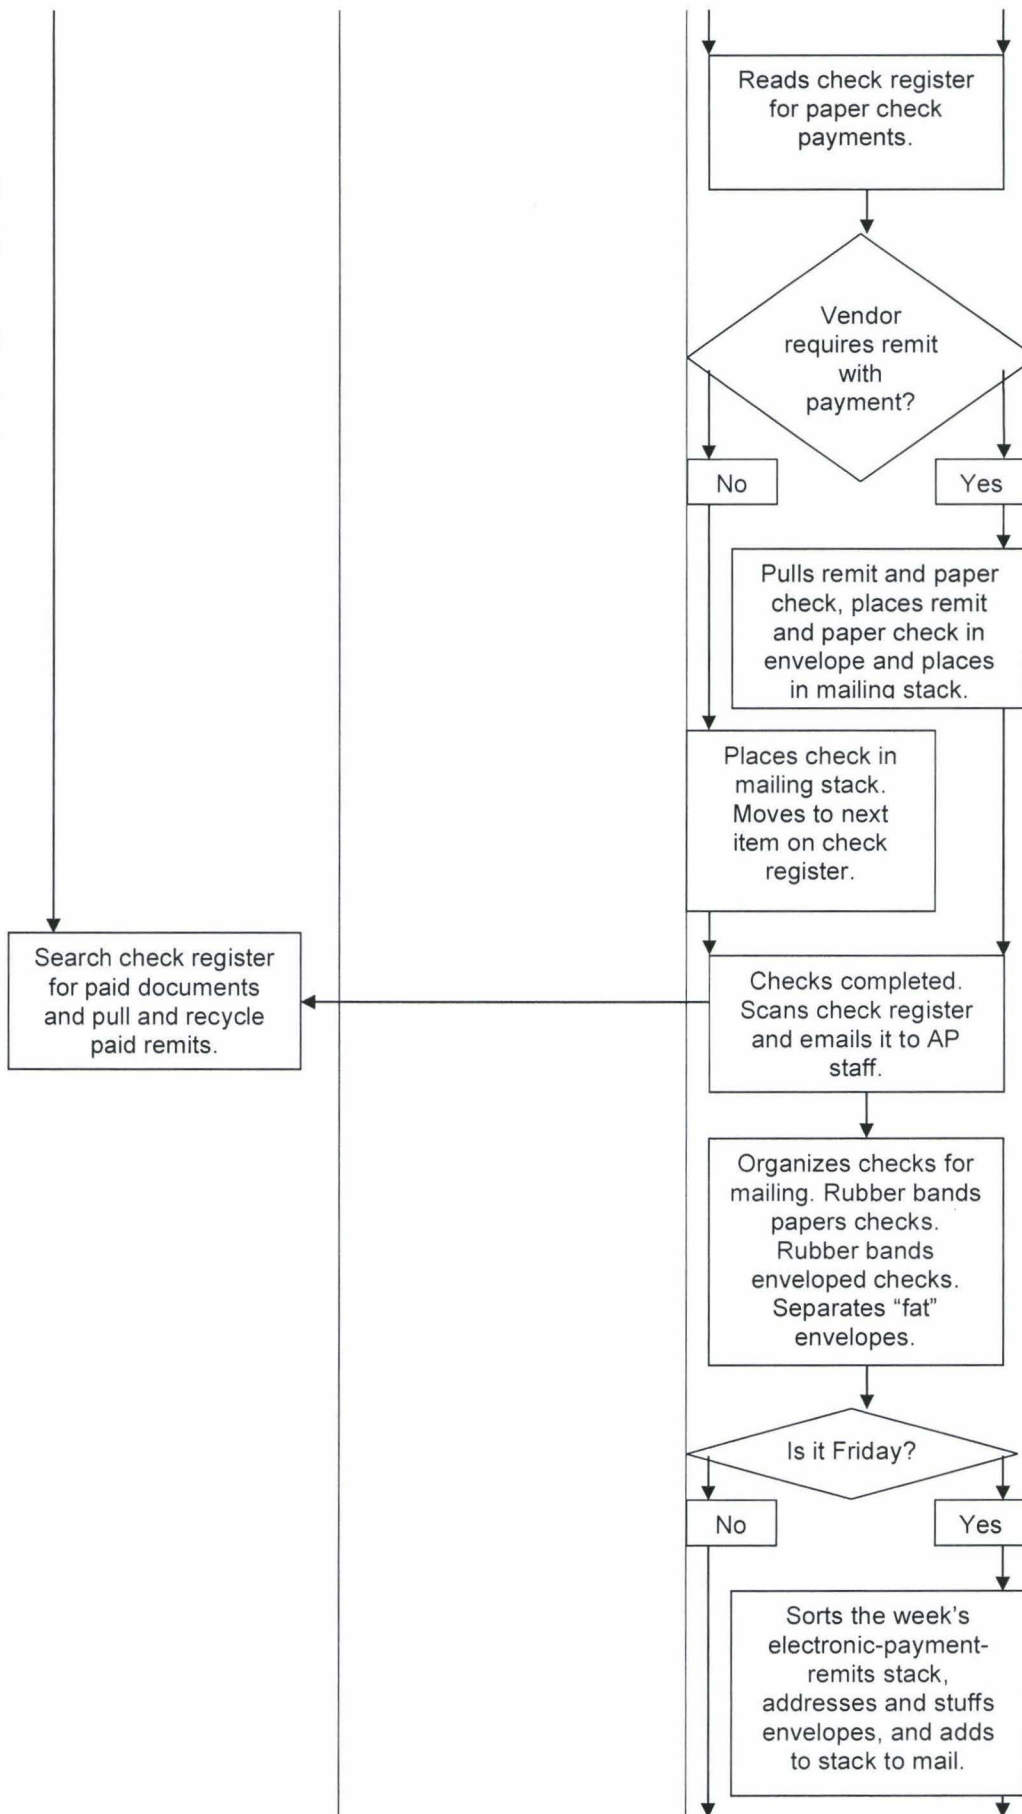 Reads check register
for paper check
payments.
Vendor
requires remit
with
payment?
No
Yes
Pulls remit and paper
check, places remit
and paper check in
envelope and places
in mailing stack.
Places check in
mailing stack.
Moves to next
item on check
register.
Search check register
for paid documents
and pull and recycle
paid remits.
Checks completed.
Scans check register
and emails it to AP
staff.
Organizes checks for
mailing. Rubber bands
papers checks.
Rubber bands
enveloped checks.
Separates “fat”
envelopes.
Is it Friday?
No
Yes
Sorts the week’s
electronic-payment-
remits stack,
addresses and stuffs
envelopes, and adds
to stack to mail.